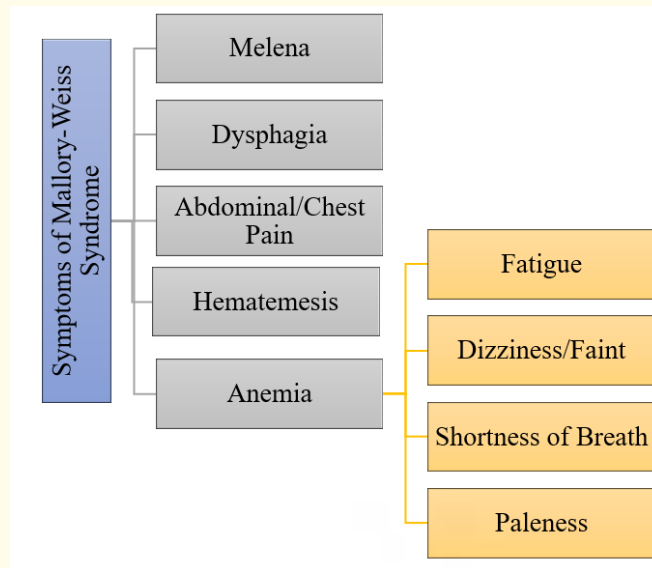 Symptoms of Mallory-Weiss
Syndrome
Melena
Dysphagia
Abdominal/Chest
Pain
Hematemesis
Anemia
Fatigue
Dizziness/Faint
Shortness of Breath
Paleness